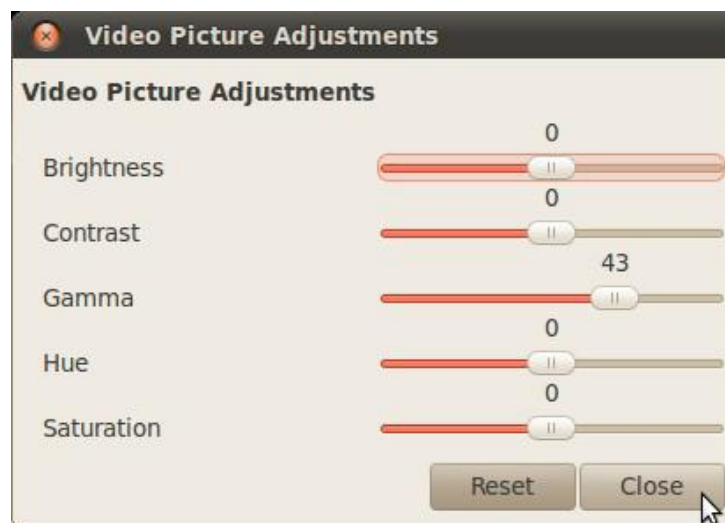 Video Picture Adjustments
Video Picture Adjustments
0
Brightness
0
Contrast
43
Gamma
0
Hue
0
Saturation
Reset Close